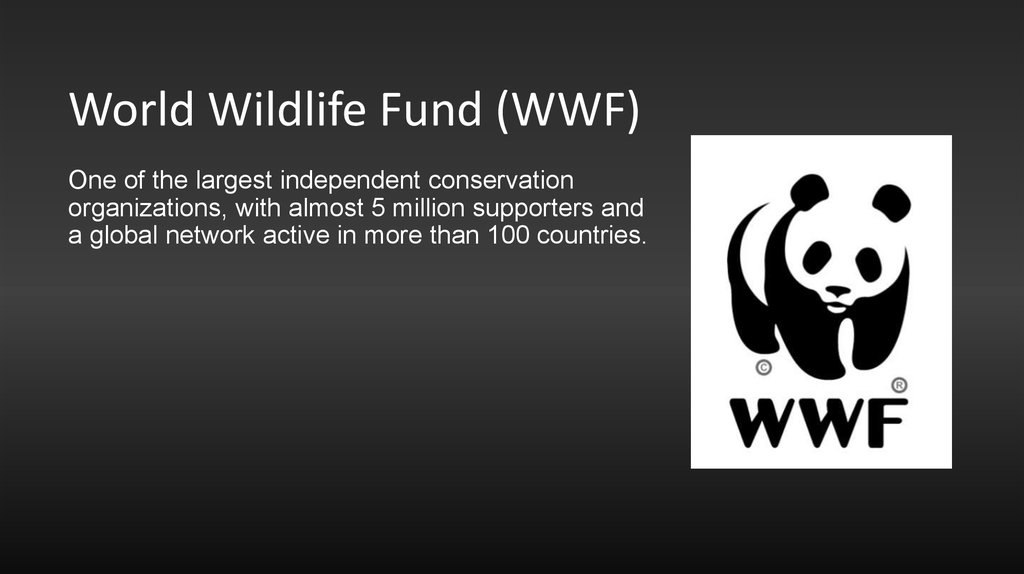 World Wildlife Fund (WWF)
One of the largest independent conservation
organizations, with almost 5 million supporters and
a global network active in more than 100 countries.
©
®
WWF